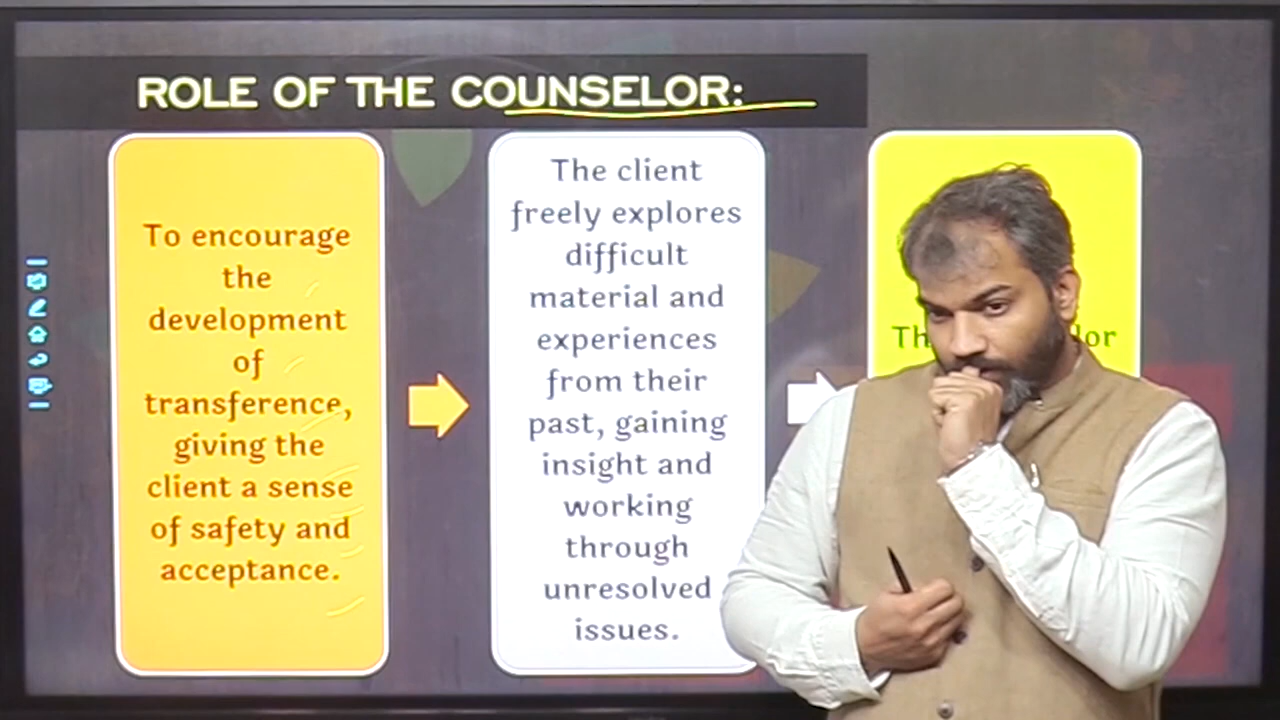 ROLE OF THE COUNSELOR:
To encourage
the
development
of
transference,
giving the
client a sense
of safety and
acceptance.
The client
freely explores
difficult
material and
experiences
from their
past, gaining
insight and
working
through
unresolved
issues.